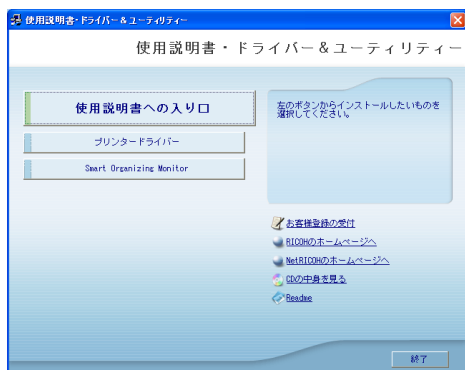 使用説明書・ドライバー＆ユーティリティー
使用説明書・ドライバー＆ユーティリティー
使用説明書への入り口
プリンタードライバー
Smart Organizing Monitor
左のボタンからインストールしたいものを
選択してください。
お客様登録の受付
RICOHのホームページへ
NetRICOHのホームページへ
CDの中身を見る
Readme
終了